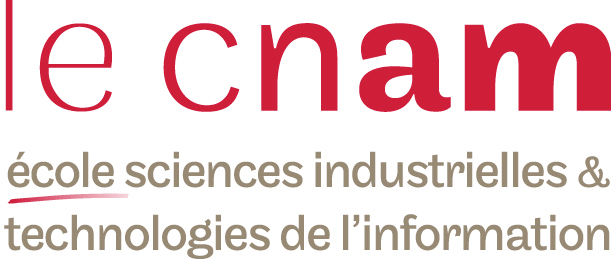 le cnam
école sciences industrielles &
technologies de l'information